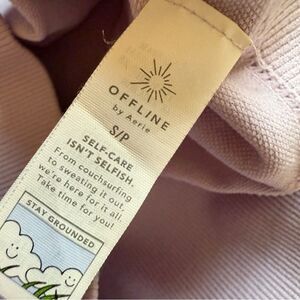 OFFLINE
by Aerie
S/P
SELF-CARE
ISN'T SELFISH.
From couchsurfing
to sweating it out,
we're here for it all.
Take time for you!
STAY GROUNDED